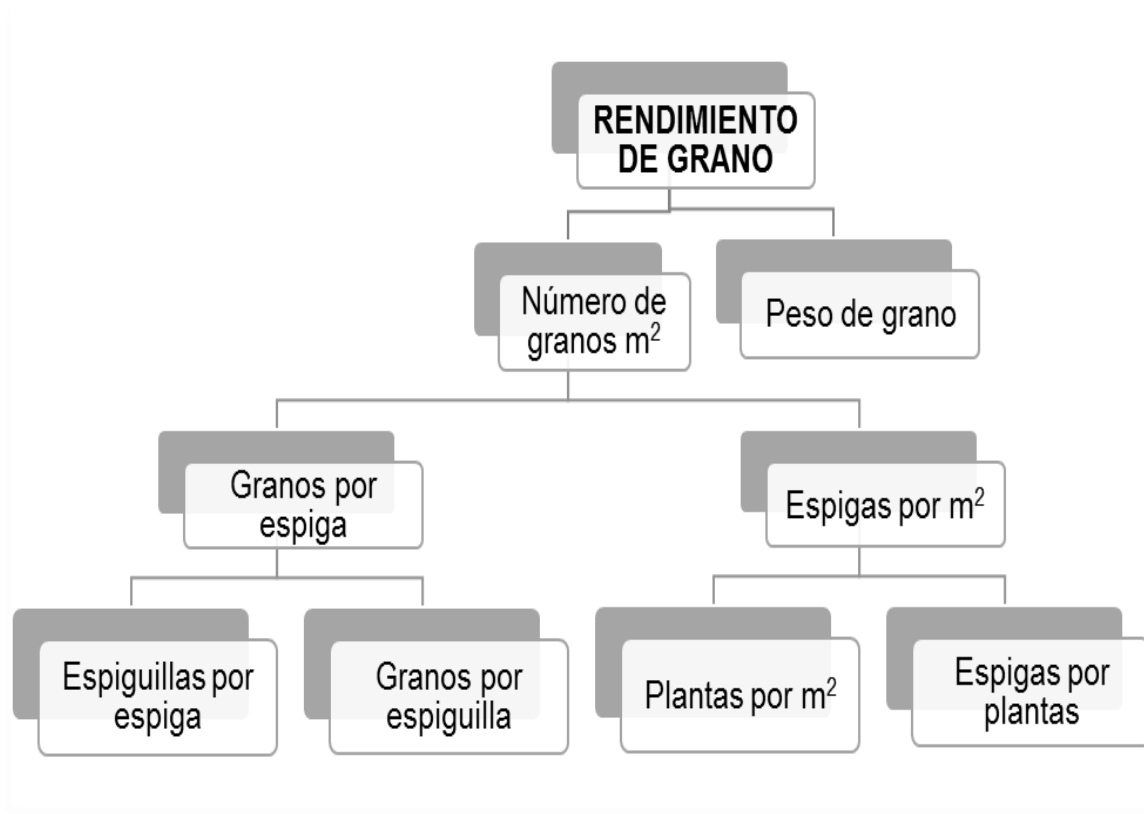 RENDIMIENTO
DE GRANO
Número de
granos m²
Peso de grano
Granos por
espiga
Espigas por m²
Espiguillas por
espiga
Granos por
espiguilla
Plantas por m²
Espigas por
plantas